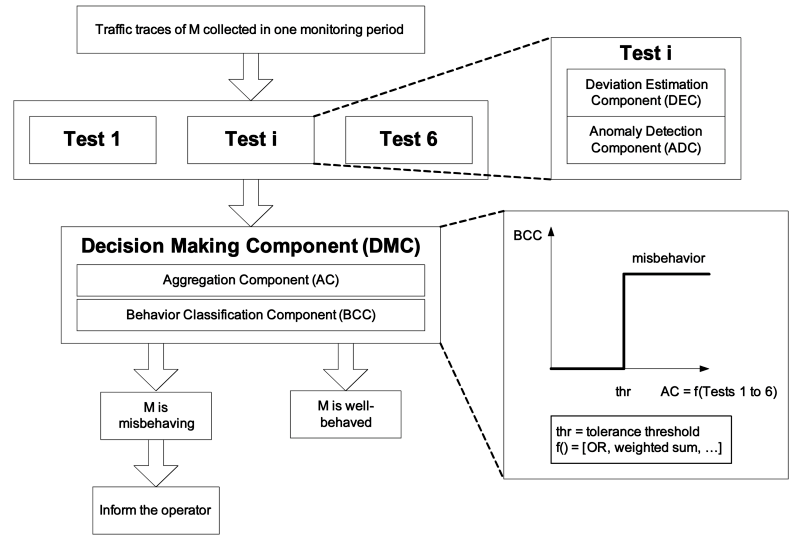 Traffic traces of M collected in one monitoring period
Test 1
Test i
Test 6
Test i
Deviation Estimation
Component (DEC)
Anomaly Detection
Component (ADC)
Decision Making Component (DMC)
Aggregation Component (AC)
Behavior Classification Component (BCC)
BCC
misbehavior
thr
AC = f(Tests 1 to 6)
thr = tolerance threshold
f() = [OR, weighted sum, …]
M is
misbehaving
M is well-
behaved
Inform the operator